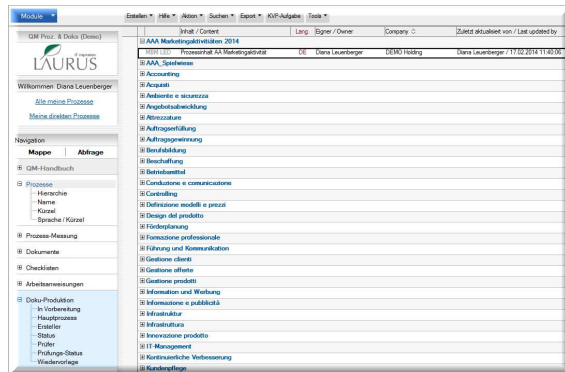 Module
Erstellen Hilfe Aktion Suchen Export KVP-Aufgabe Tools
QM Proz. & Doks (Demo)
LAURUS
Willkommen Diana Leuenberger
Alle meine Prozesse
Meine direkten Prozesse
Navigation
Mappe Abfrage
QM-Handbuch
Prozesse
Hierarchie
Name
Kürzel
Sprache / Kürzel
Prozess-Messung
Dokumente
Checklisten
Arbeitsanweisungen
Doku-Produktion
In Vorbereitung
Hauptprozess
Ersteller
Status
Prüfer
Prüfungs-Status
Wiedervorlage
Inhalt / Content Lang. Eigner / Owner Company Zuletzt aktualisiert von / Last updated by
AAA Marketingaktivitäten 2014
MBM LED Prozessinhalt AA Marketingaktivität DE Diana Leuenberger DEMO Holding Diana Leuenberger / 17.02.2014 11:40:06
AAA_Spielwiese
Accounting
Acquisti
Ambiente e sicurezza
Angebotsabwicklung
Attrezzature
Auftragserfüllung
Auftragsgewinnung
Berufsbildung
Beschaffung
Betriebsmittel
Conduzione e comunicazione
Controlling
Definizione modelli e prezzi
Design del prodotto
Förderplanung
Formazione professionale
Führung und Kommunikation
Gestione clienti
Gestione offerte
Gestione prodotti
Information und Werbung
Informazione e pubblicità
Infrastruktur
Infrastruttura
Innovazione prodotto
IT-Management
Kontinuierliche Verbesserung
Kundenpflege